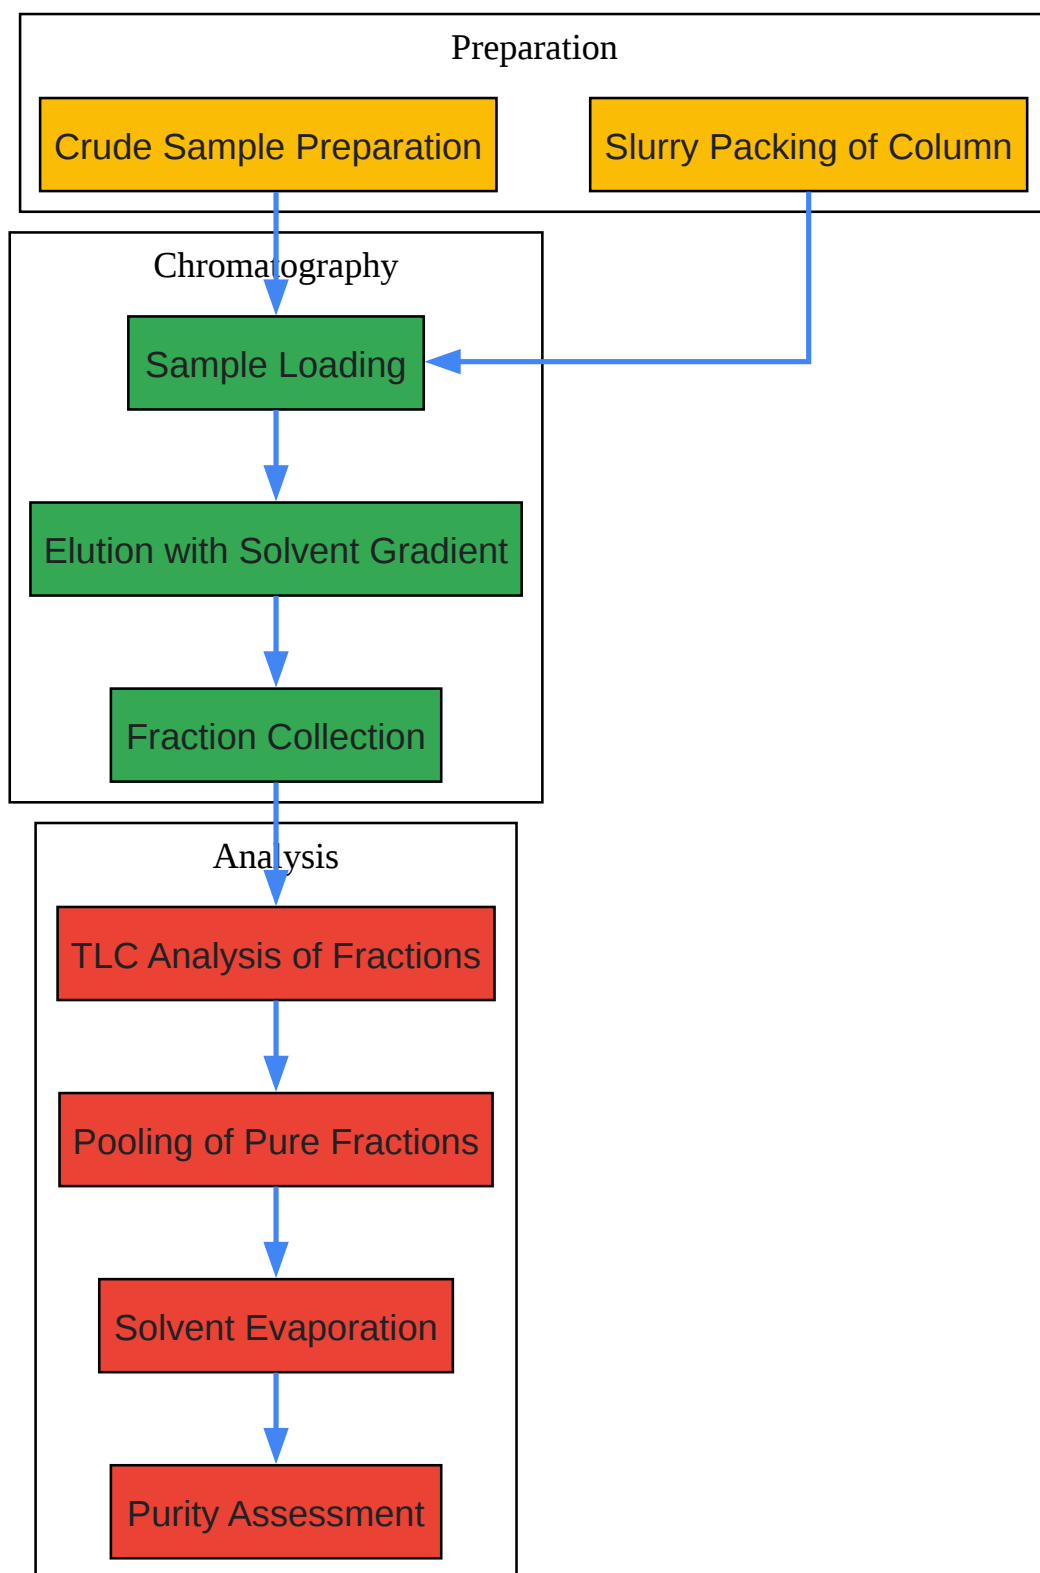 Preparation
Crude Sample Preparation
Slurry Packing of Column
Chromatography
Sample Loading
Elution with Solvent Gradient
Fraction Collection
Analysis
TLC Analysis of Fractions
Pooling of Pure Fractions
Solvent Evaporation
Purity Assessment